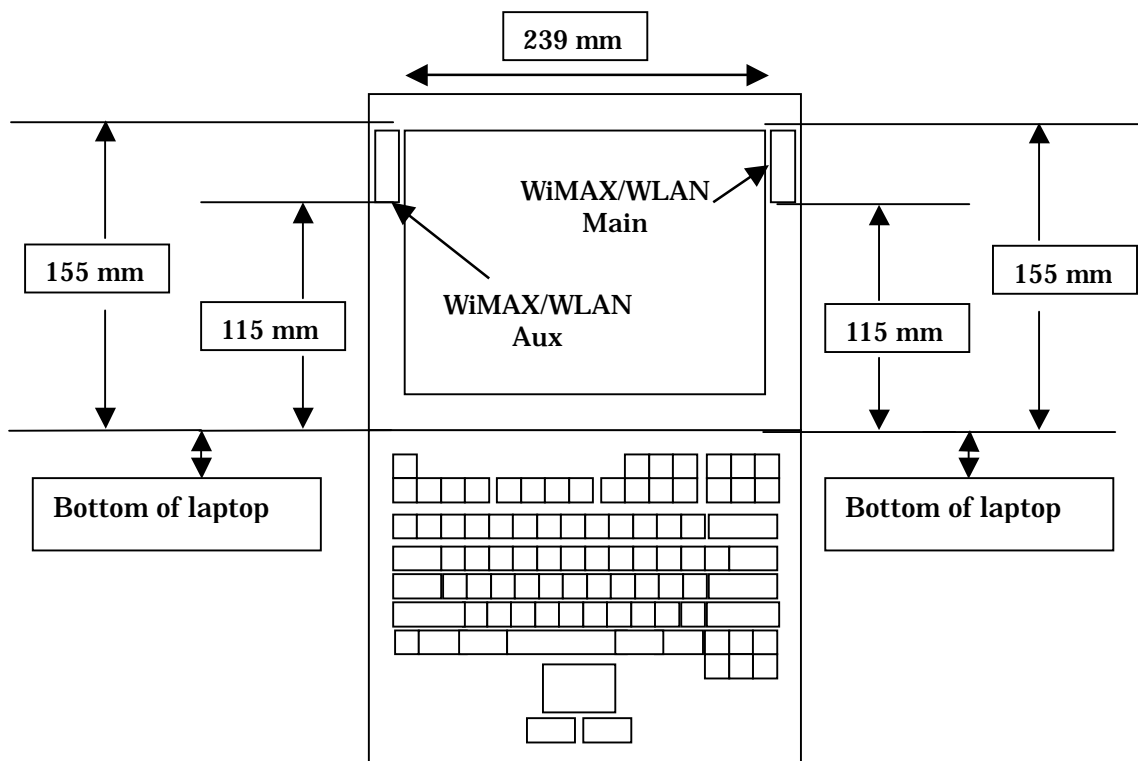 239 mm
WiMAX/WLAN
Main
155 mm
155 mm
WiMAX/WLAN
Aux
115 mm
115 mm
Bottom of laptop
Bottom of laptop